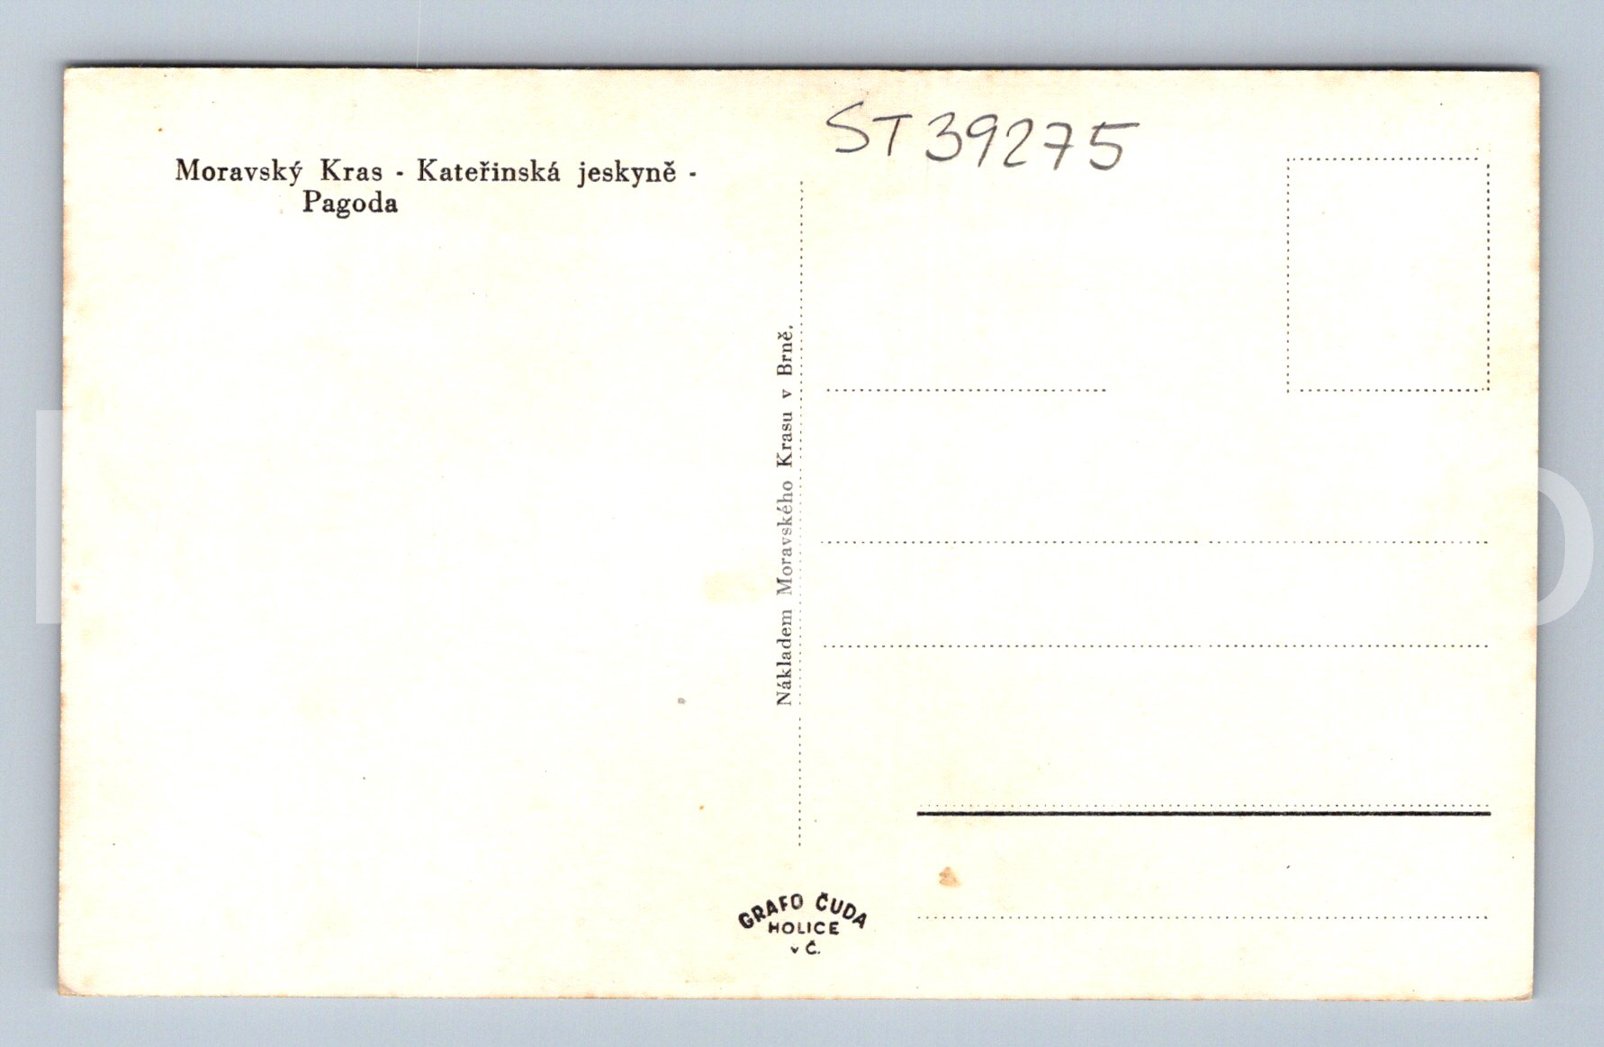 ST39275
Moravský Kras - Kateřinská jeskyně -
Pagoda
Nákladem Moravského Krasu v Brně.
GRAFO ČUDA
HOLICE
v Č.